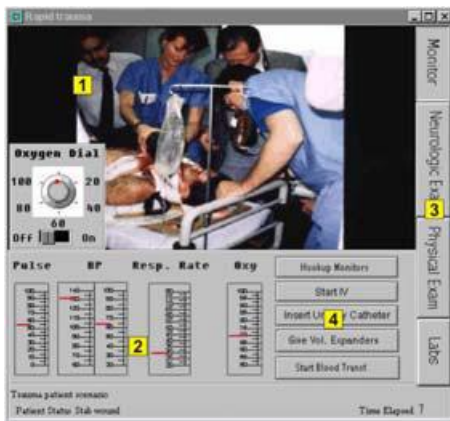 Rapid trauma
1
Monitor
Neurologic Exam
3
Physical Exam
Labs
Oxygen Dial
100 20
80 40
60
Off On
Pulse BP Resp. Rate Oxy
2
Hookup Monitors
Start IV
Insert Catheter
4
Give Vol. Expanders
Start Blood Transf
Trauma patient scenario
Patient Status Stab wound
Time Elapsed 7